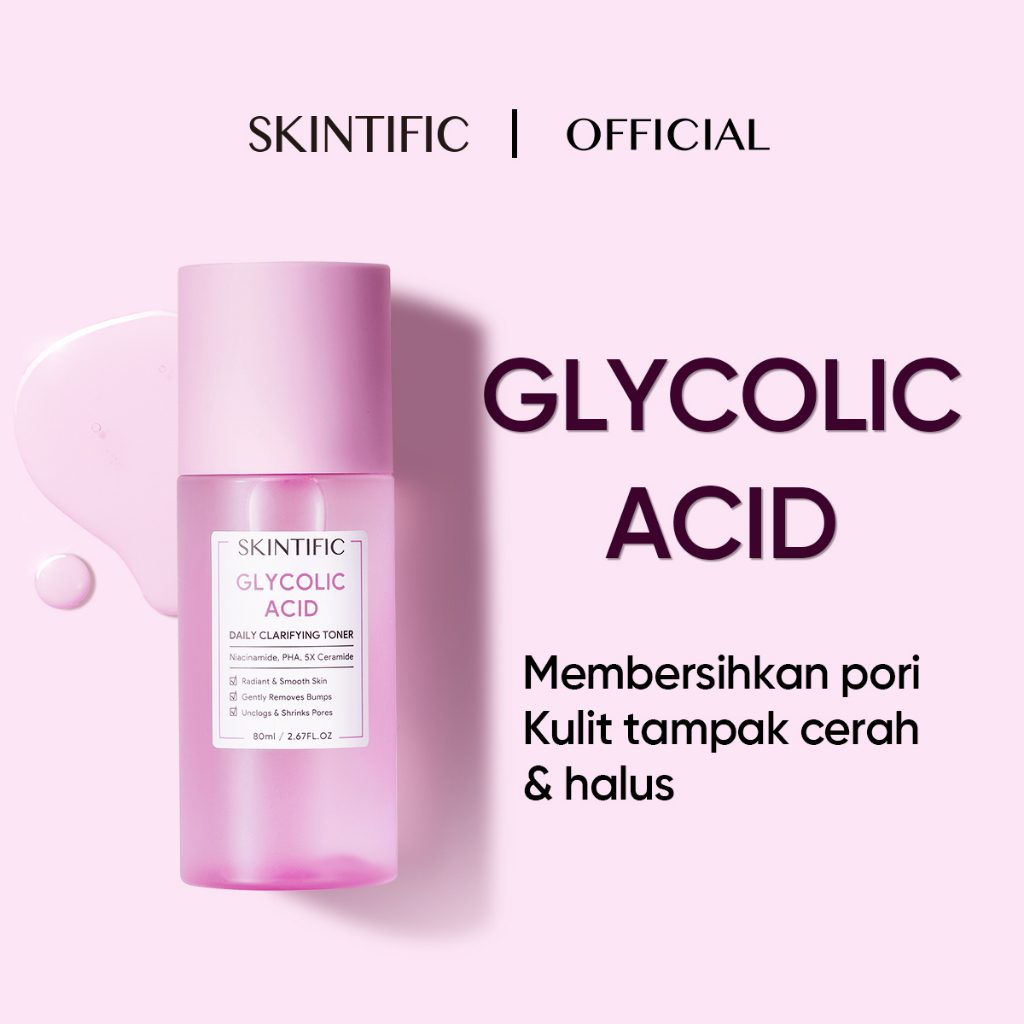 SKINTIFIC | OFFICIAL
GLYCOLIC
ACID
Membersihkan pori
Kulit tampak cerah
& halus
SKINTIFIC
GLYCOLIC
ACID
DAILY CLARIFYING TONER
Niacinamide, PHA, 5X Ceramide
Radiant & Smooth Skin
Gently Removes Bumps
Unclogs & Shrinks Pores
80ml / 2.67FL.OZ